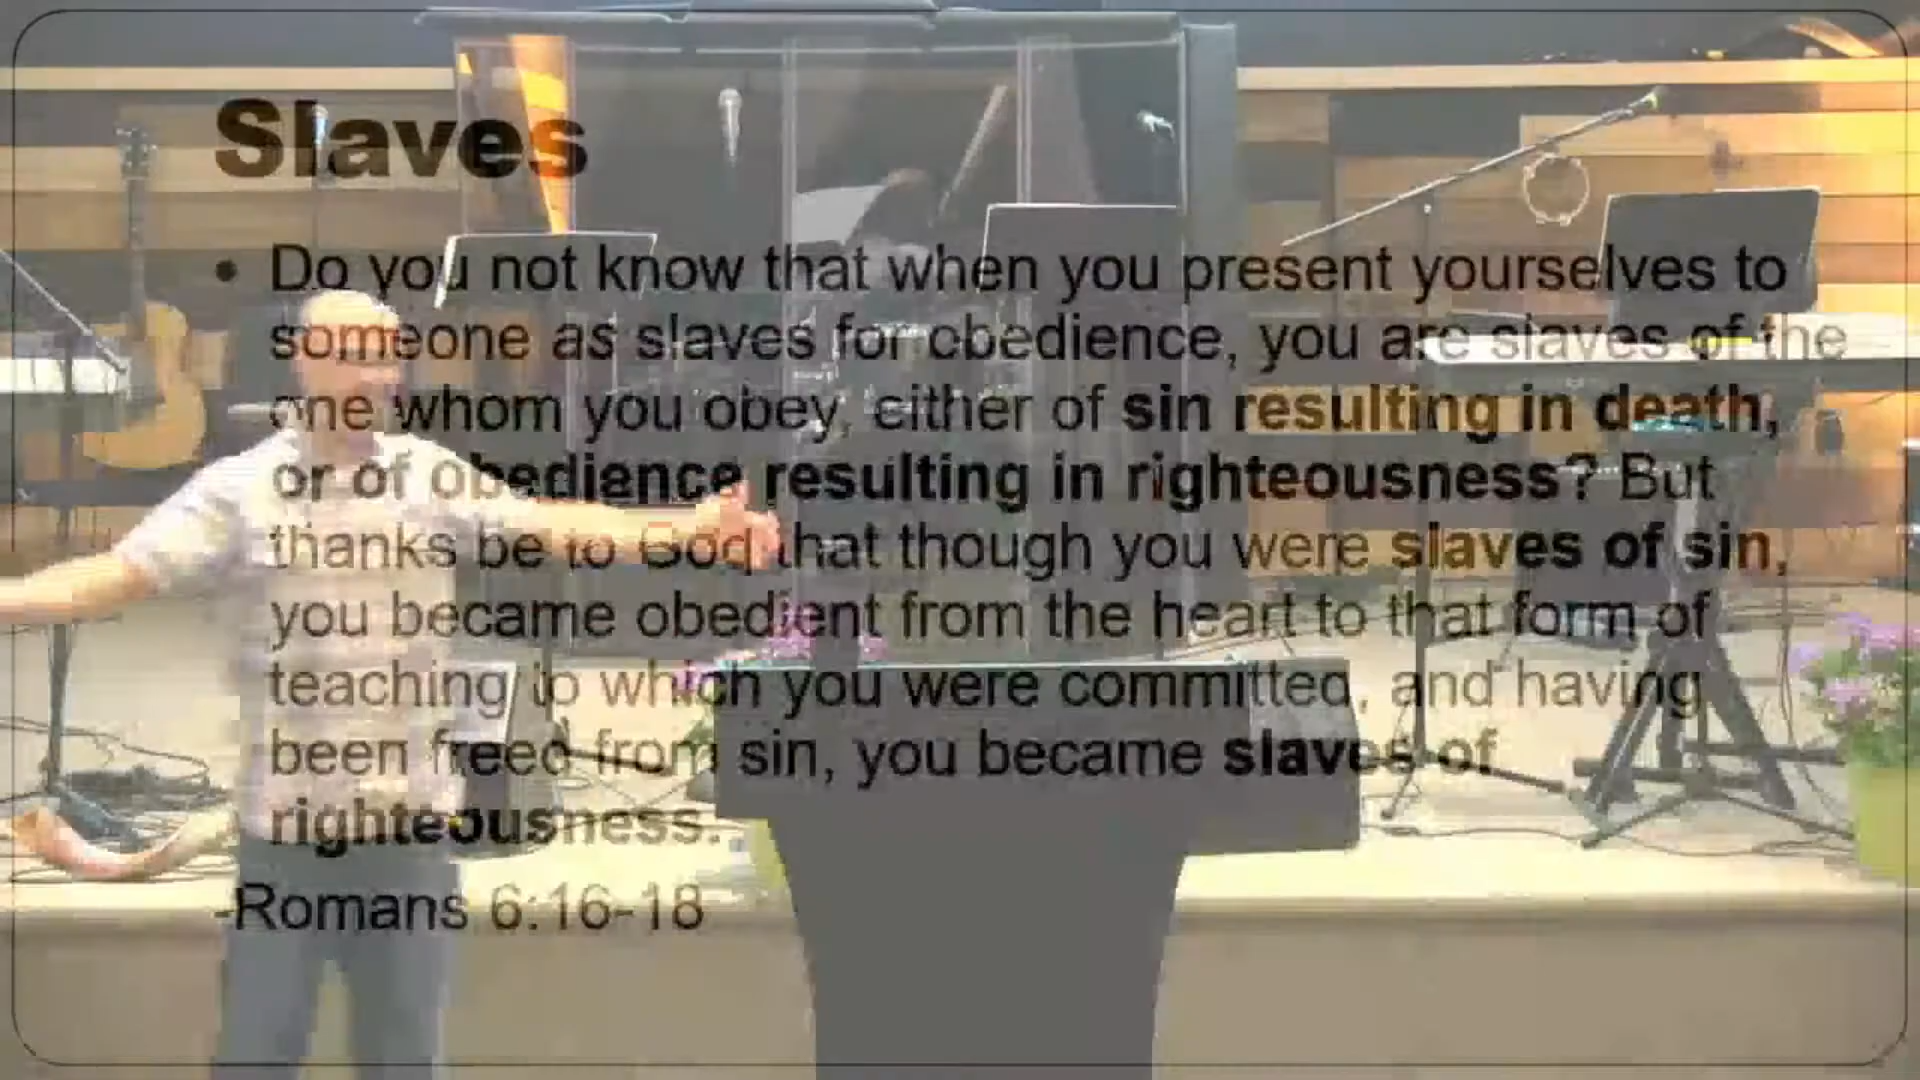 Slaves
• Do you not know that when you present yourselves to
someone as slaves for obedience, you are slaves of the
one whom you obey, either of sin resulting in death,
or of obedience resulting in righteousness? But
thanks be to God that though you were slaves of sin,
you became obedient from the heart to that form of
teaching to which you were committed, and having
been freed from sin, you became slaves of
righteousness.
-Romans 6:16-18